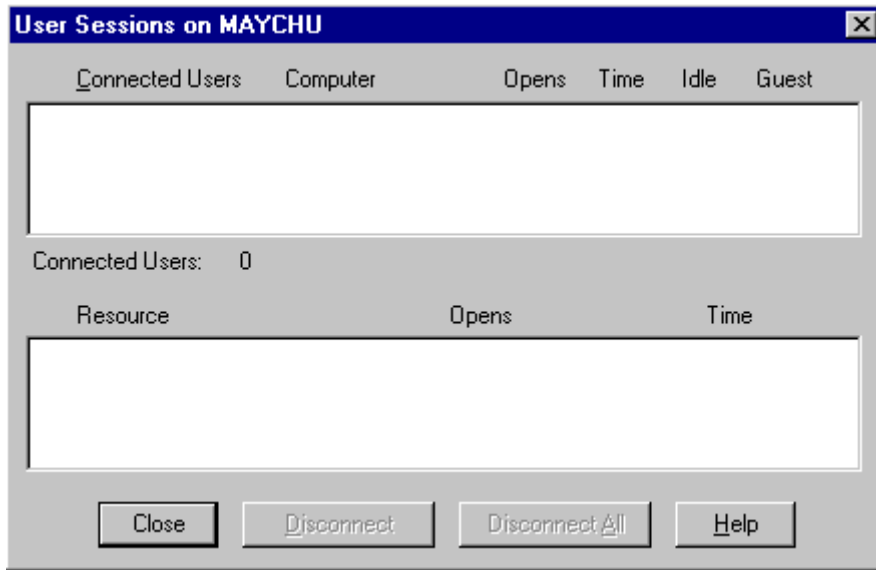 User Sessions on MAYCHU
Connected Users Computer Opens Time Idle Guest
Connected Users: 0
Resource Opens Time
Close Disconnect Disconnect All Help